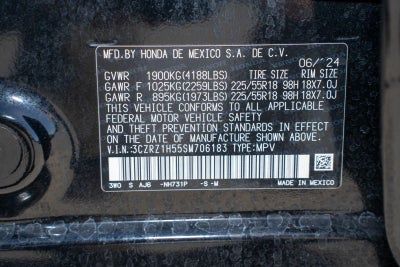 MFD. BY HONDA DE MEXICO S.A. DE C.V.
06/'24
GVWR 1900KG(4188LBS) TIRE SIZE RIM SIZE
GAWR F 1025KG(2259LBS) 225/55R18 98H 18X7.0J
GAWR R 895KG(1973LBS) 225/55R18 98H 18X7.0J
THIS VEHICLE CONFORMS TO ALL APPLICABLE
FEDERAL MOTOR VEHICLE SAFETY
AND THEFT PREVENTION STANDARDS IN EFFECT
ON THE DATE OF MANUFACTURE SHOWN ABOVE.
V.I.N:3CZRZ1H55SM706183 TYPE:MPV
3W0 S AJ6 -NH731P -S -M MADE IN MEXICO